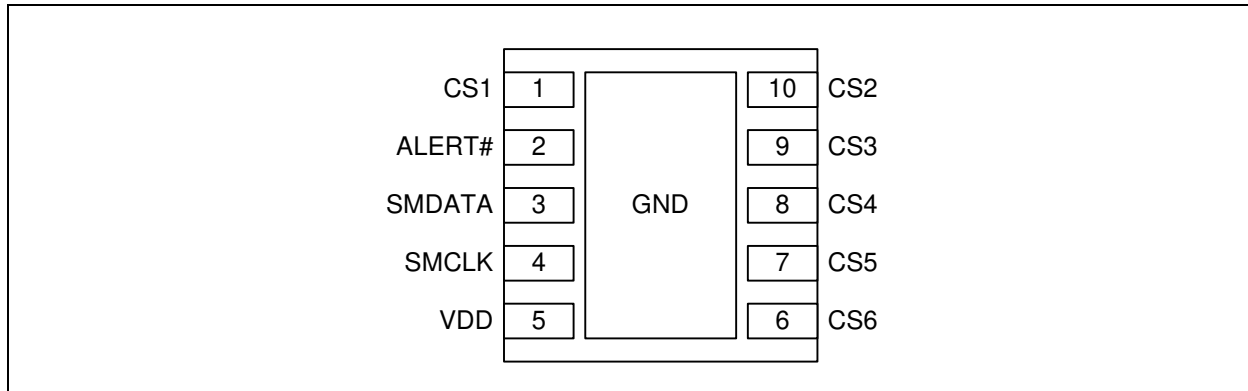 CS1 1 10 CS2
ALERT# 2 9 CS3
SMDATA 3 GND 8 CS4
SMCLK 4 7 CS5
VDD 5 6 CS6